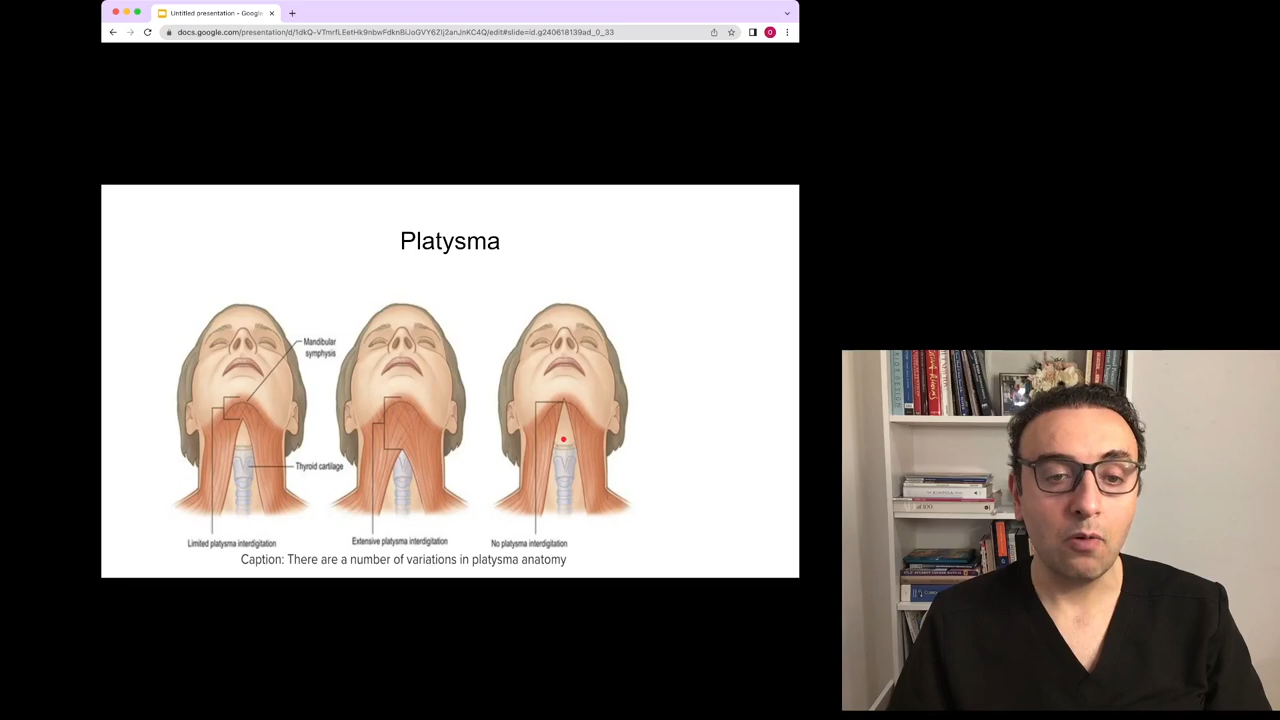 Untitled presentation - Google
docs.google.com/presentation/d/1dkQ-VTmrfLEetHk9nbwFdknBiJoGVY6Zlj2anJnKC4Q/edit#slide=id.g240618139ad_0_33
Platysma
Mandibular
symphysis
Thyroid cartilage
Limited platysma interdigitation
Extensive platysma interdigitation
No platysma interdigitation
Caption: There are a number of variations in platysma anatomy